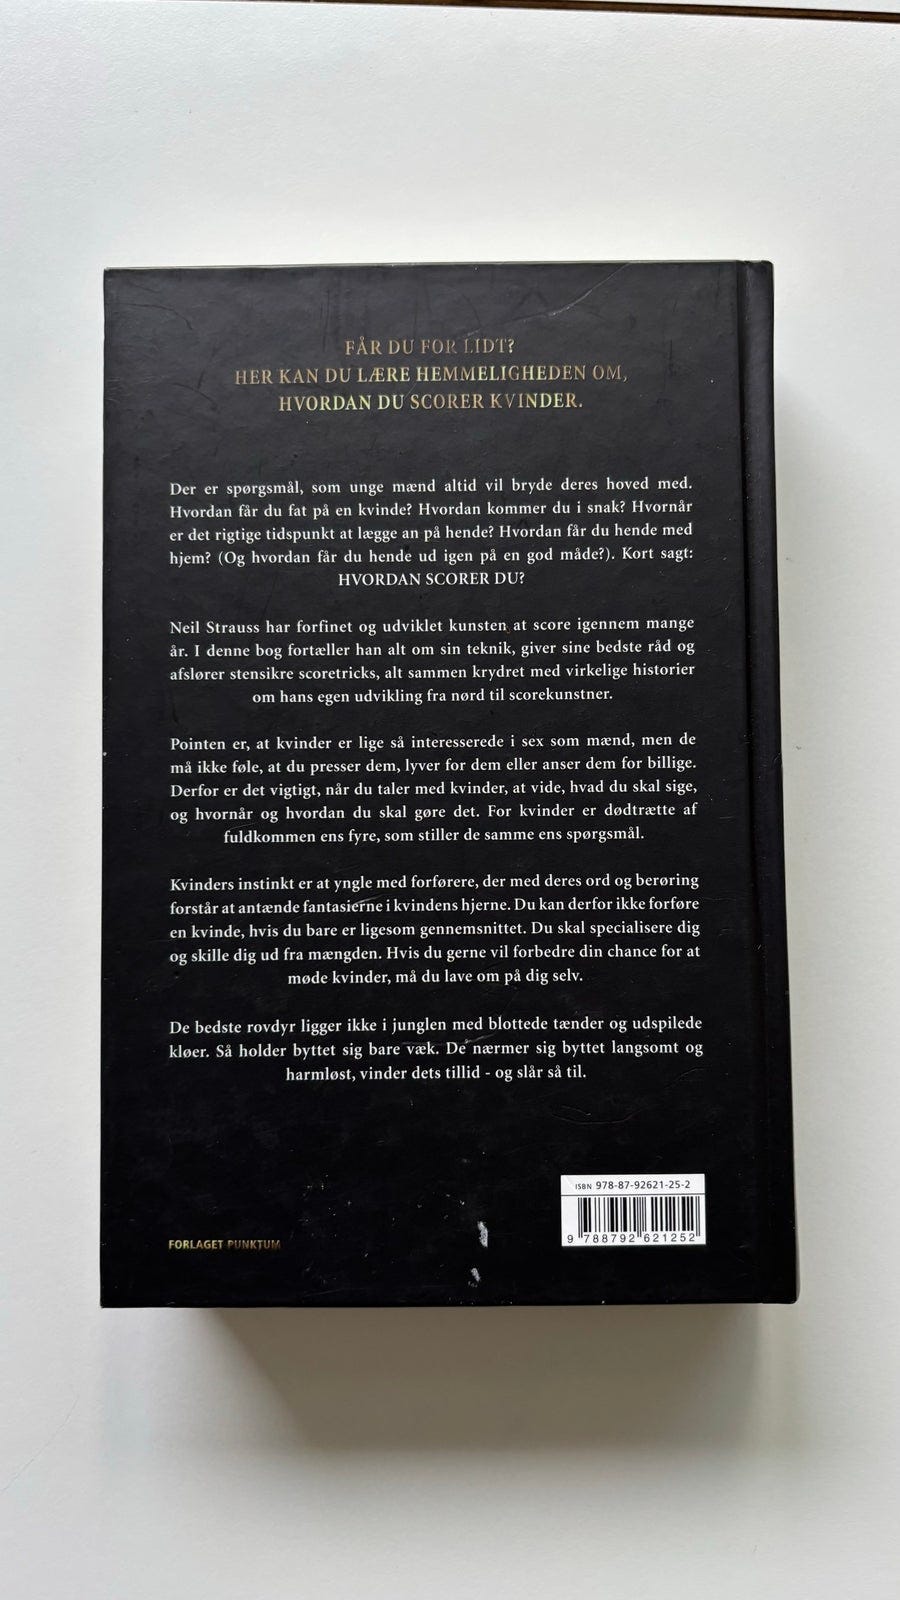 FÅR DU FOR LIDT?
HER KAN DU LÆRE HEMMELIGHEDEN OM,
HVORDAN DU SCORER KVINDER.
Der er spørgsmål, som unge mænd altid vil bryde deres hoved med.
Hvordan får du fat på en kvinde? Hvordan kommer du i snak? Hvornår
er det rigtige tidspunkt at lægge an på hende? Hvordan får du hende med
hjem? (Og hvordan får du hende ud igen på en god måde?). Kort sagt:
HVORDAN SCORER DU?
Neil Strauss har forfinet og udviklet kunsten at score igennem mange
år. I denne bog fortæller han alt om sin teknik, giver sine bedste råd og
afslører stensikre scoretricks, alt sammen krydret med virkelige historier
om hans egen udvikling fra nørd til scorekunstner.
Pointen er, at kvinder er lige så interesserede i sex som mænd, men de
må ikke føle, at du presser dem, lyver for dem eller anser dem for billige.
Derfor er det vigtigt, når du taler med kvinder, at vide, hvad du skal sige,
og hvornår og hvordan du skal gøre det. For kvinder er dødtrætte af
fuldkommen ens fyre, som stiller de samme ens spørgsmål.
Kvinders instinkt er at yngle med forførere, der med deres ord og berøring
forstår at antænde fantasierne i kvindens hjerne. Du kan derfor ikke forføre
en kvinde, hvis du bare er ligesom gennemsnittet. Du skal specialisere dig
og skille dig ud fra mængden. Hvis du gerne vil forbedre din chance for at
møde kvinder, må du lave om på dig selv.
De bedste rovdyr ligger ikke i junglen med blottede tænder og udspilede
kløer. Så holder byttet sig bare væk. De nærmer sig byttet langsomt og
harmløst, vinder dets tillid - og slår så til.
ISBN 978-87-92621-25-2
9 788792 621252
FORLAGET PUNKTUM